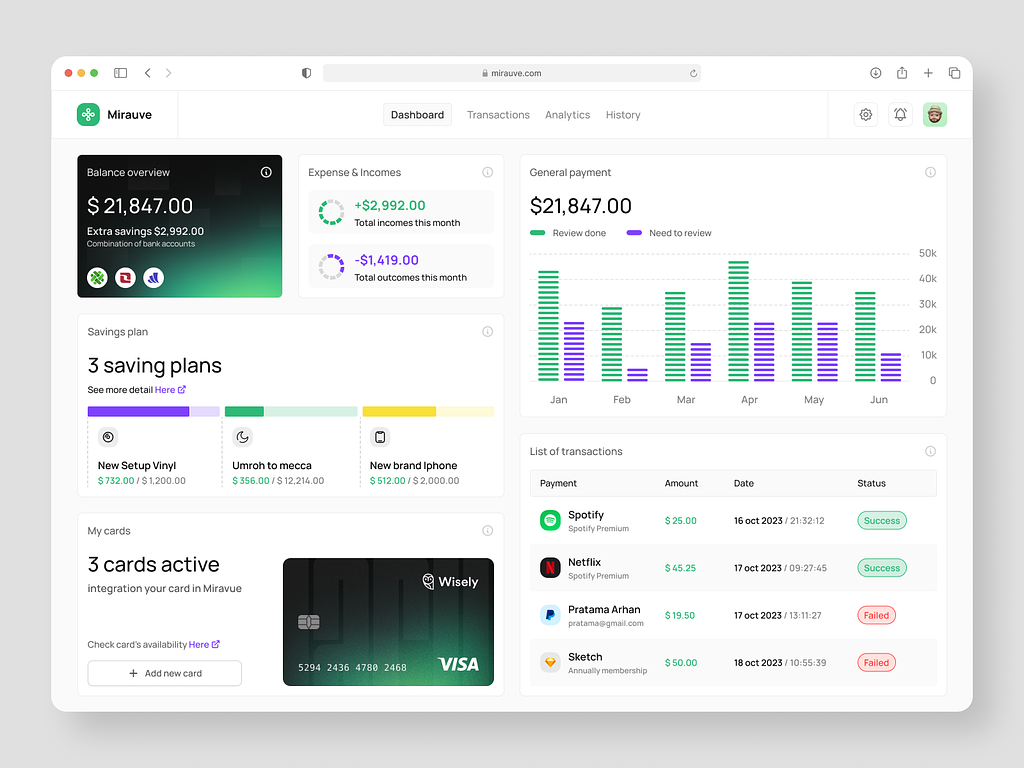 mirauve.com
Mirauve
Dashboard Transactions Analytics History
Balance overview
$ 21,847.00
Extra savings $2,992.00
Combination of bank accounts
Expense & Incomes
+$2,992.00
Total incomes this month
-$1,419.00
Total outcomes this month
General payment
$21,847.00
Review done Need to review
50k
40k
30k
20k
10k
0
Jan Feb Mar Apr May Jun
Savings plan
3 saving plans
See more detail Here
New Setup Vinyl
$ 732.00 / $ 1,200.00
Umroh to mecca
$ 356.00 / $ 12,214.00
New brand Iphone
$ 512.00 / $ 2,000.00
My cards
3 cards active
integration your card in Miravue
Check card's availability Here
Add new card
Wisely
5294 2436 4780 2468
VISA
List of transactions
Payment Amount Date Status
Spotify
Spotify Premium
$ 25.00
16 oct 2023 / 21:32:12
Success
Netflix
Spotify Premium
$ 45.25
17 oct 2023 / 09:27:45
Success
Pratama Arhan
pratama@gmail.com
$ 19.50
17 oct 2023 / 13:11:27
Failed
Sketch
Annually membership
$ 50.00
18 oct 2023 / 10:55:39
Failed